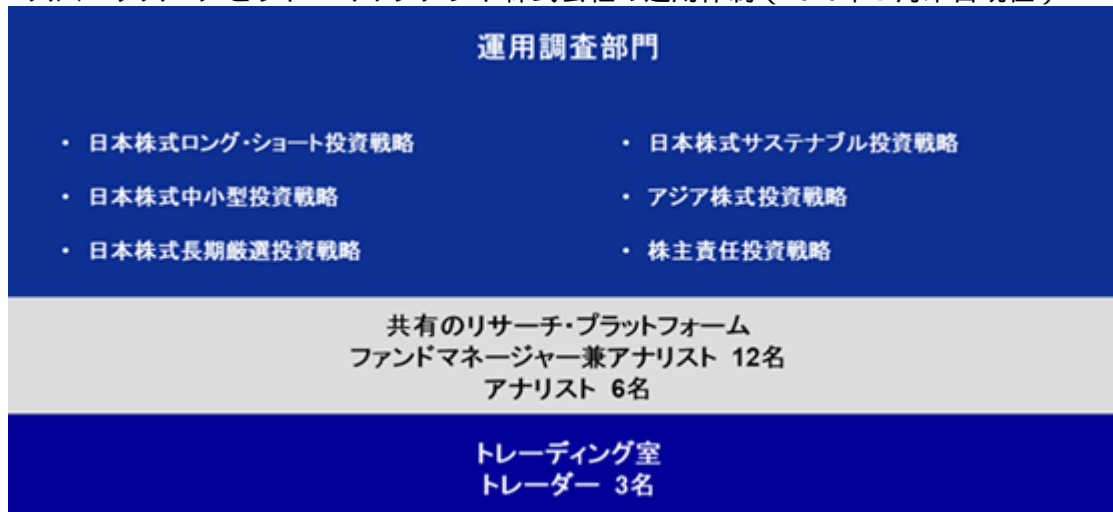 運用調査部門
・ 日本株式ロング・ショート投資戦略
・ 日本株式サステナブル投資戦略
・ 日本株式中小型投資戦略
・ アジア株式投資戦略
・ 日本株式長期厳選投資戦略
・ 株主責任投資戦略
共有のリサーチ・プラットフォーム
ファンドマネージャー兼アナリスト 12名
アナリスト 6名
トレーディング室
トレーダー 3名